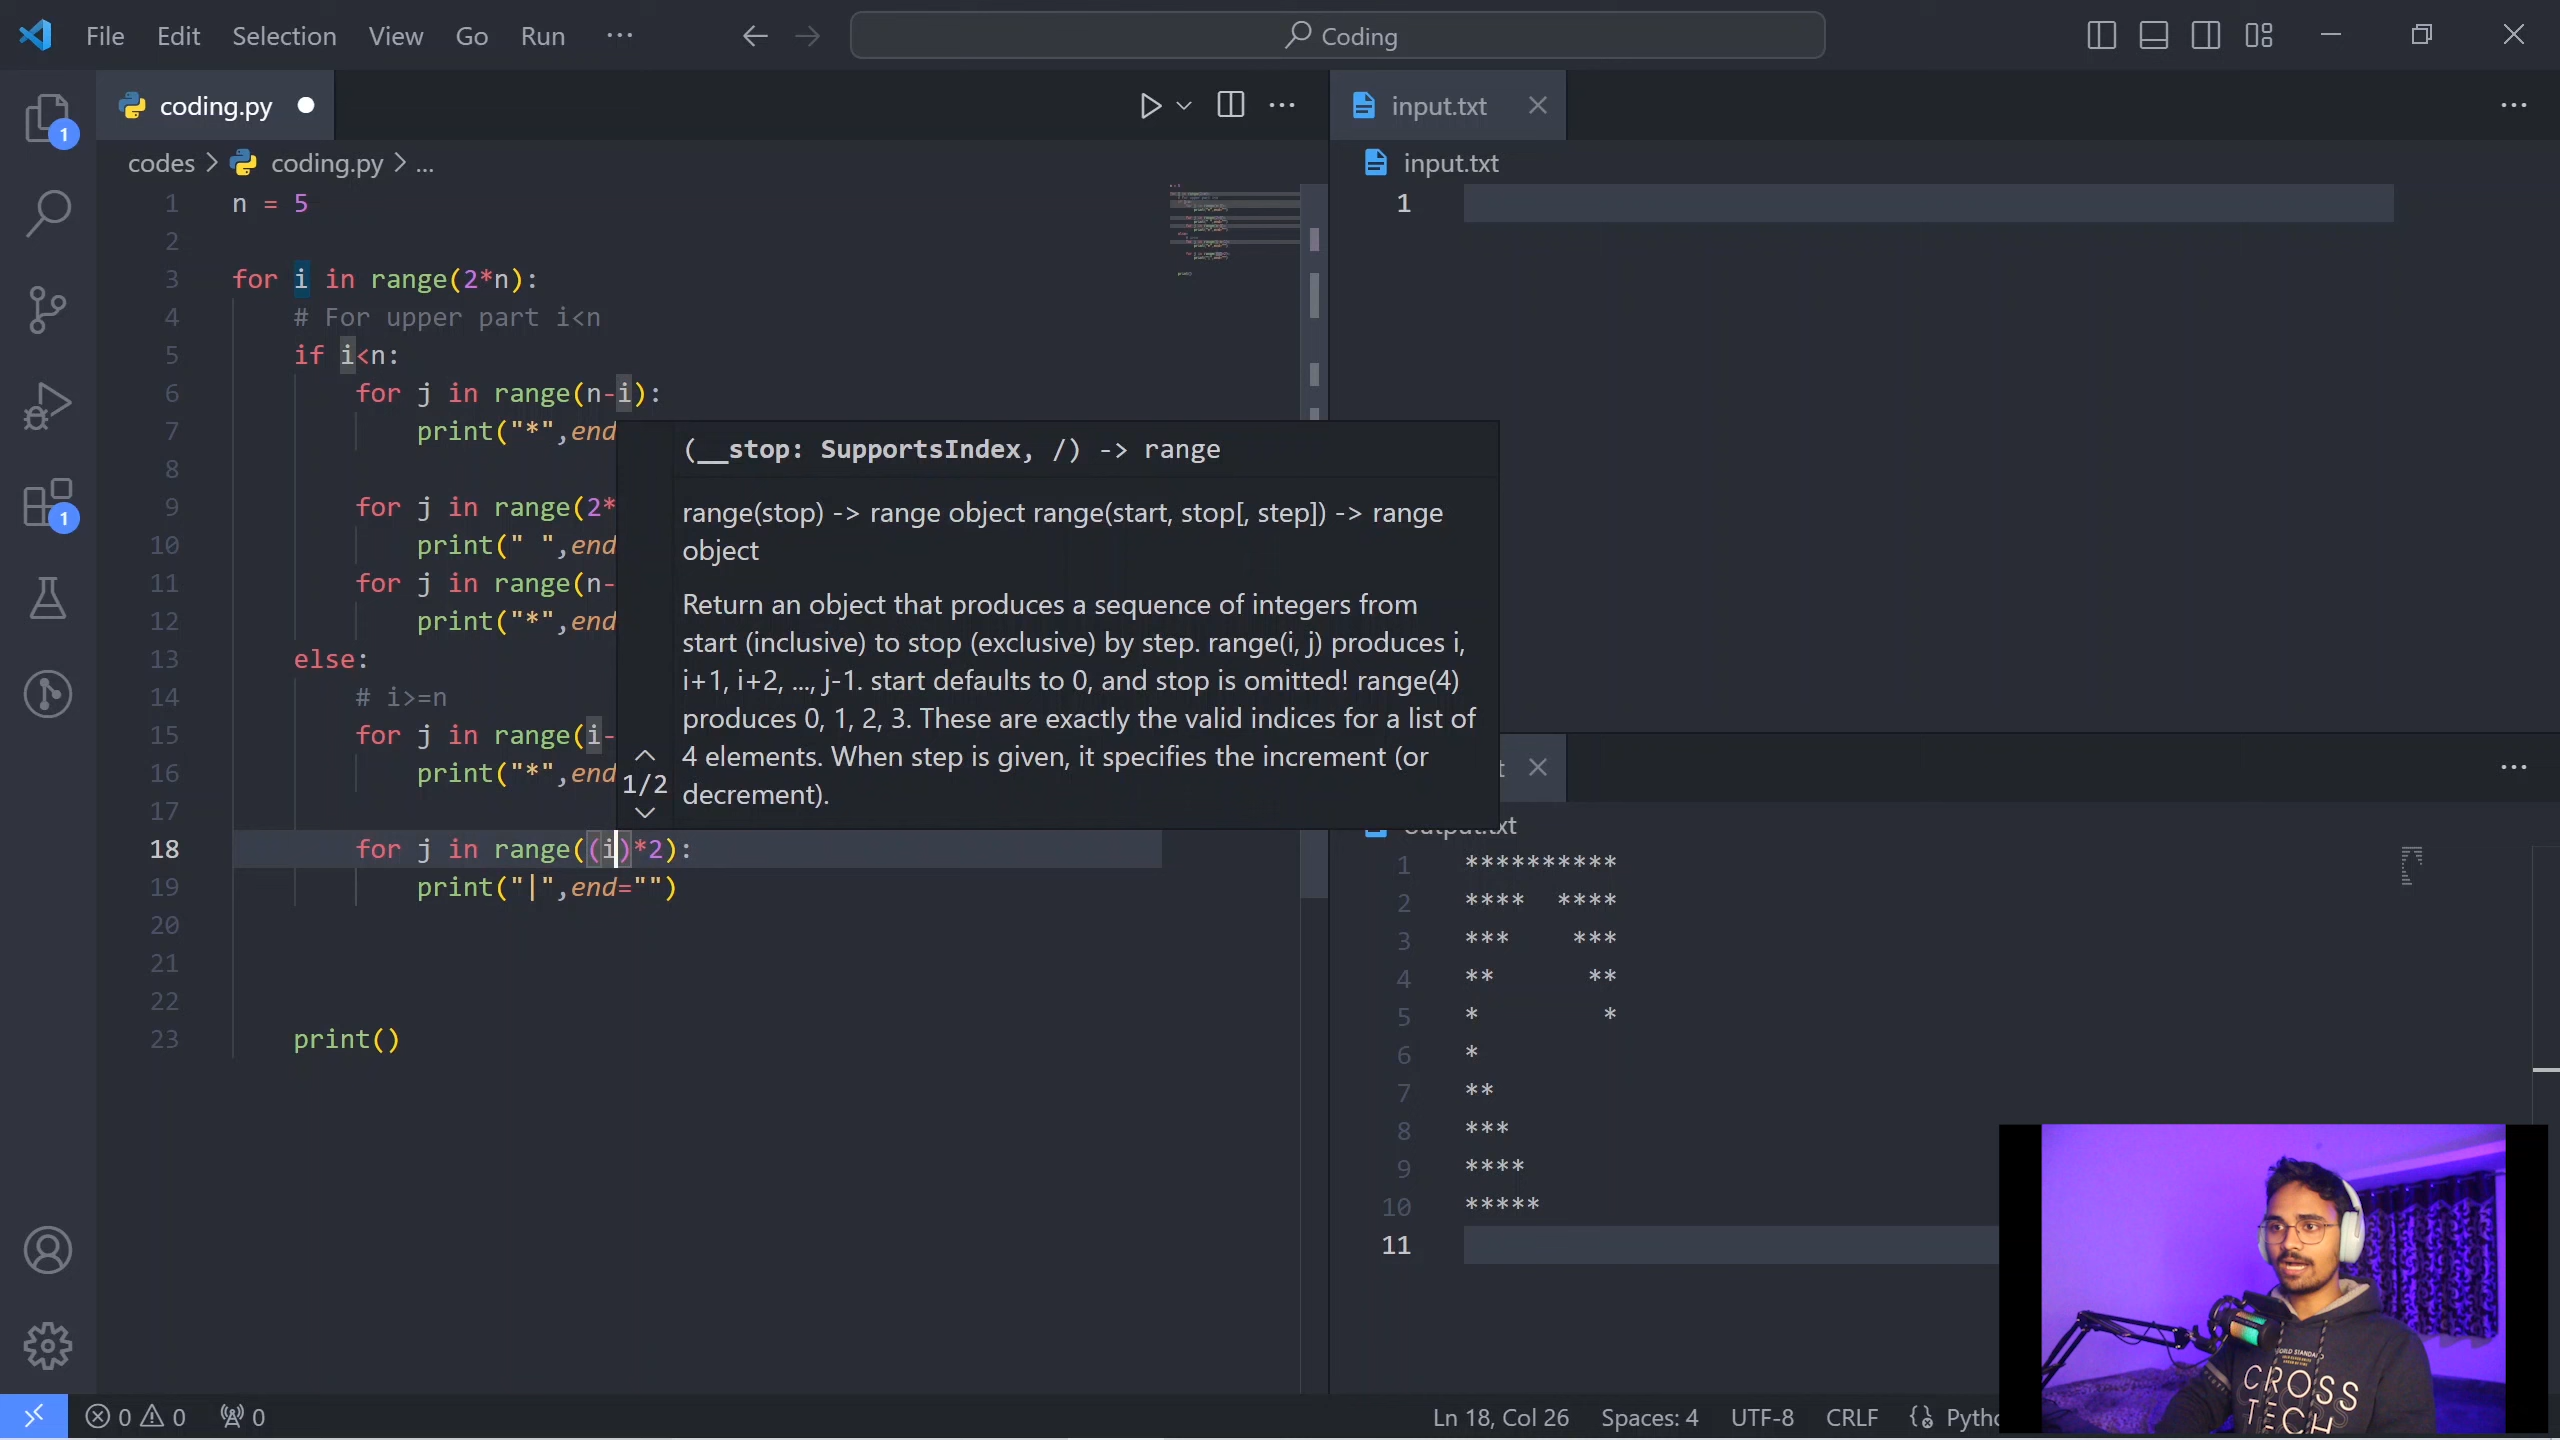 File Edit Selection View Go Run ...
Coding
coding.py
input.txt
codes > coding.py > ...
input.txt
1
1
1 n = 5
2
3 for i in range(2*n):
4 # For upper part i<n
5 if i<n:
6 for j in range(n-i):
7 print("*",end
8
9 for j in range(2*
10 print(" ",end
11 for j in range(n-
12 print("*",end
13 else:
14 # i>=n
15 for j in range(i-
16 print("*",end
17
18 for j in range((i)*2):
19 print("|",end="")
20
21
22
23 print()
(__stop: SupportsIndex, /) -> range
range(stop) -> range object range(start, stop[, step]) -> range
object
Return an object that produces a sequence of integers from
start (inclusive) to stop (exclusive) by step. range(i, j) produces i,
i+1, i+2, ..., j-1. start defaults to 0, and stop is omitted! range(4)
produces 0, 1, 2, 3. These are exactly the valid indices for a list of
4 elements. When step is given, it specifies the increment (or
decrement).
1/2
1
t
output.txt
1 **********
2 ****  ****
3 ***    ***
4 **      **
5 *        *
6 *
7 **
8 ***
9 ****
10 *****
11
WORLD STANDARD
CROSS
TECH
0 0 0
Ln 18, Col 26 Spaces: 4 UTF-8 CRLF